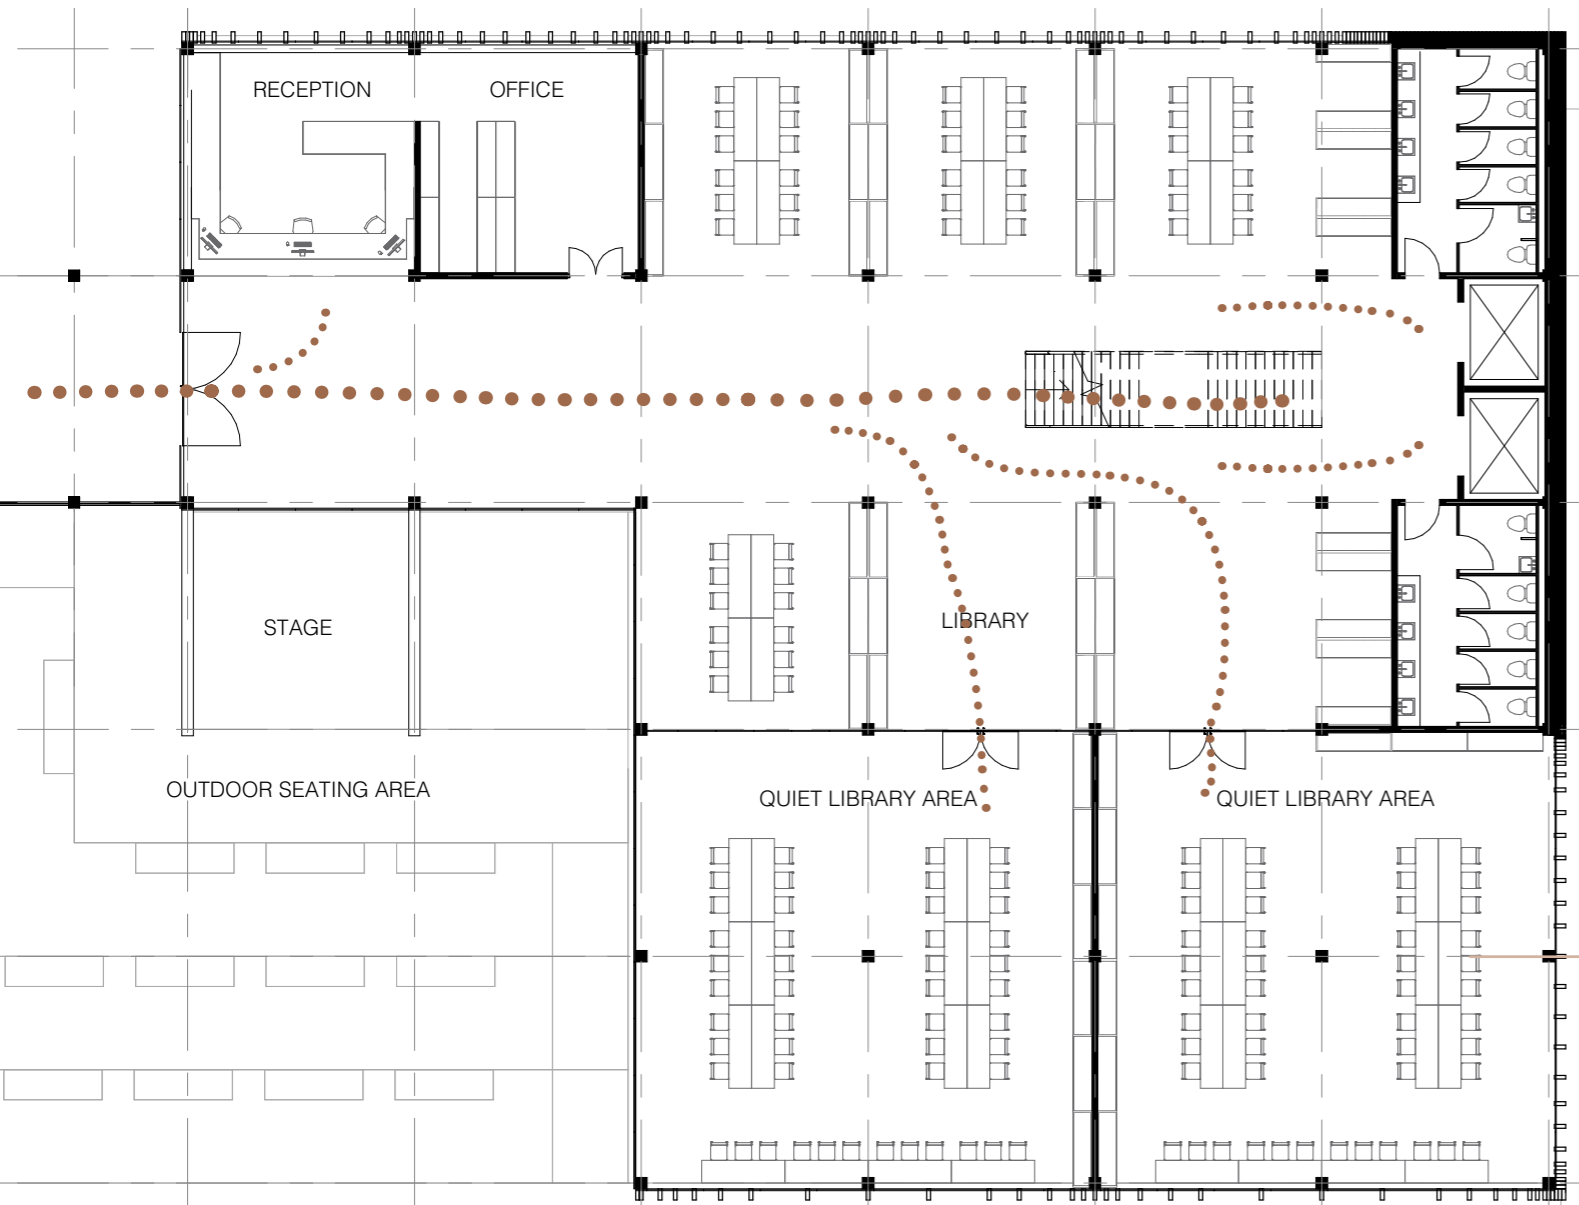 RECEPTION
OFFICE
STAGE
LIBRARY
OUTDOOR SEATING AREA
QUIET LIBRARY AREA
QUIET LIBRARY AREA